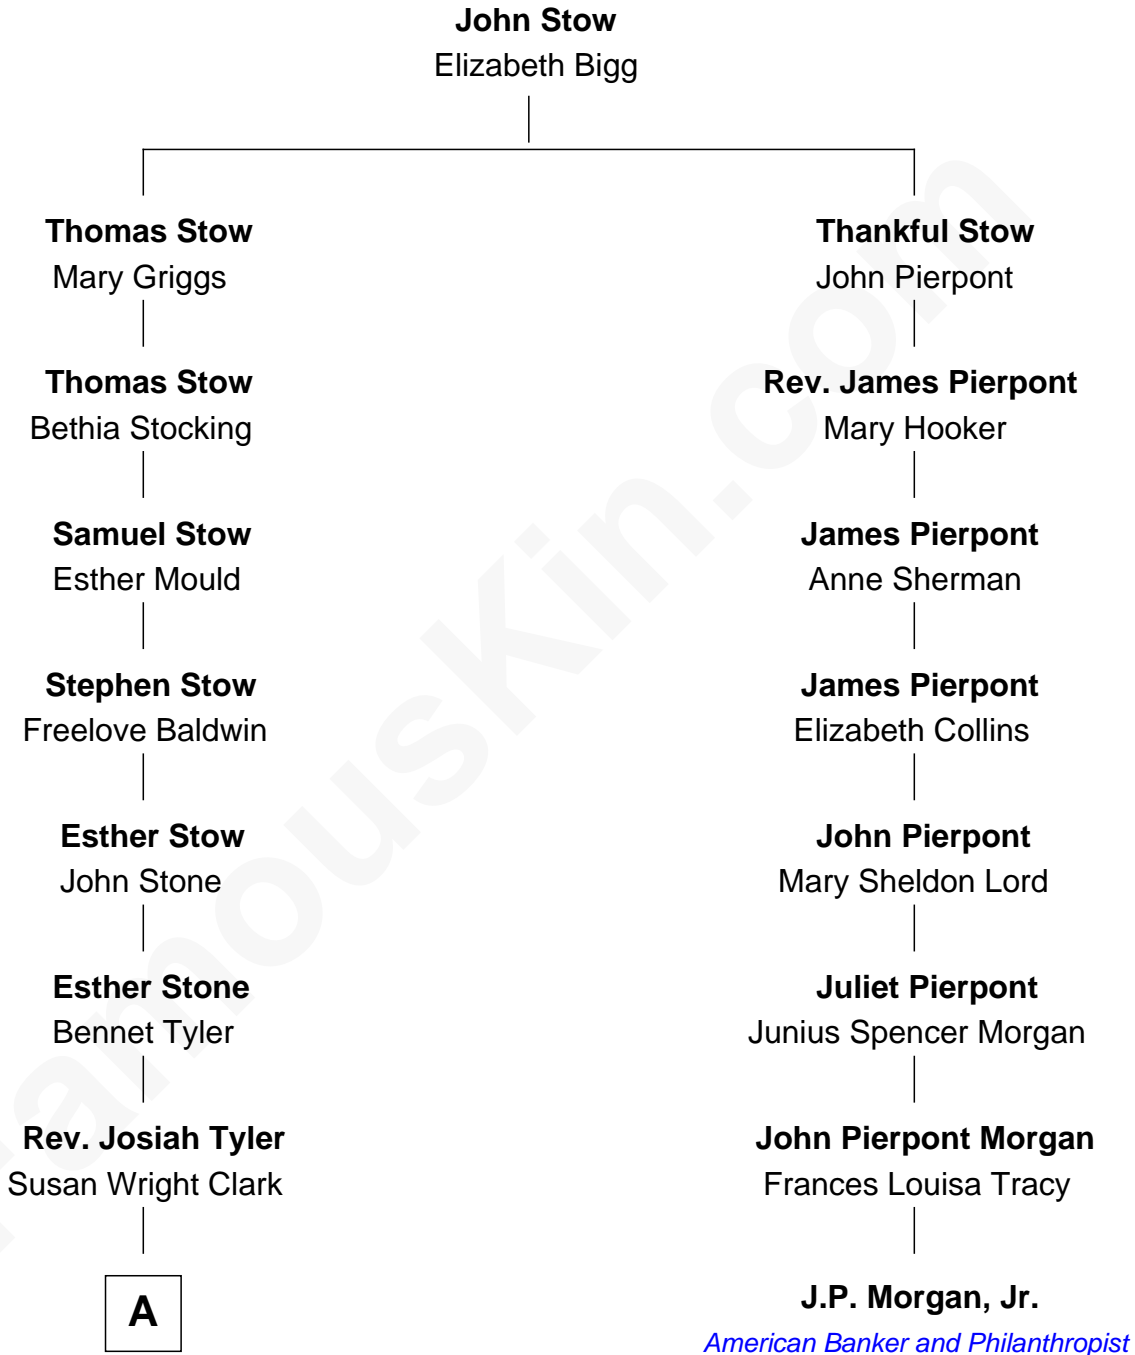 John Stow
Elizabeth Bigg
Thomas Stow
Mary Griggs
Thankful Stow
John Pierpont
Thomas Stow
Bethia Stocking
Rev. James Pierpont
Mary Hooker
Samuel Stow
Esther Mould
James Pierpont
Anne Sherman
Stephen Stow
Freelove Baldwin
James Pierpont
Elizabeth Collins
Esther Stow
John Stone
John Pierpont
Mary Sheldon Lord
Esther Stone
Bennet Tyler
Juliet Pierpont
Junius Spencer Morgan
Rev. Josiah Tyler
Susan Wright Clark
John Pierpont Morgan
Frances Louisa Tracy
A
J.P. Morgan, Jr.
American Banker and Philanthropist
FamousKin.com